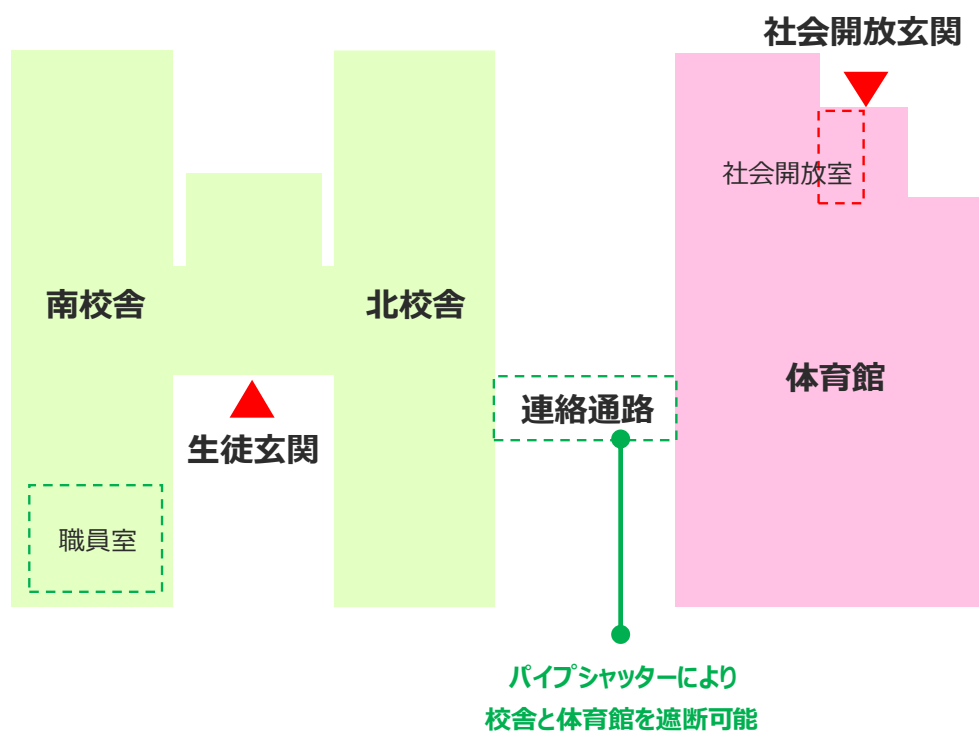 社会開放玄関
社会開放室
南校舎
北校舎
体育館
連絡通路
生徒玄関
職員室
パイプシャッターにより
校舎と体育館を遮断可能